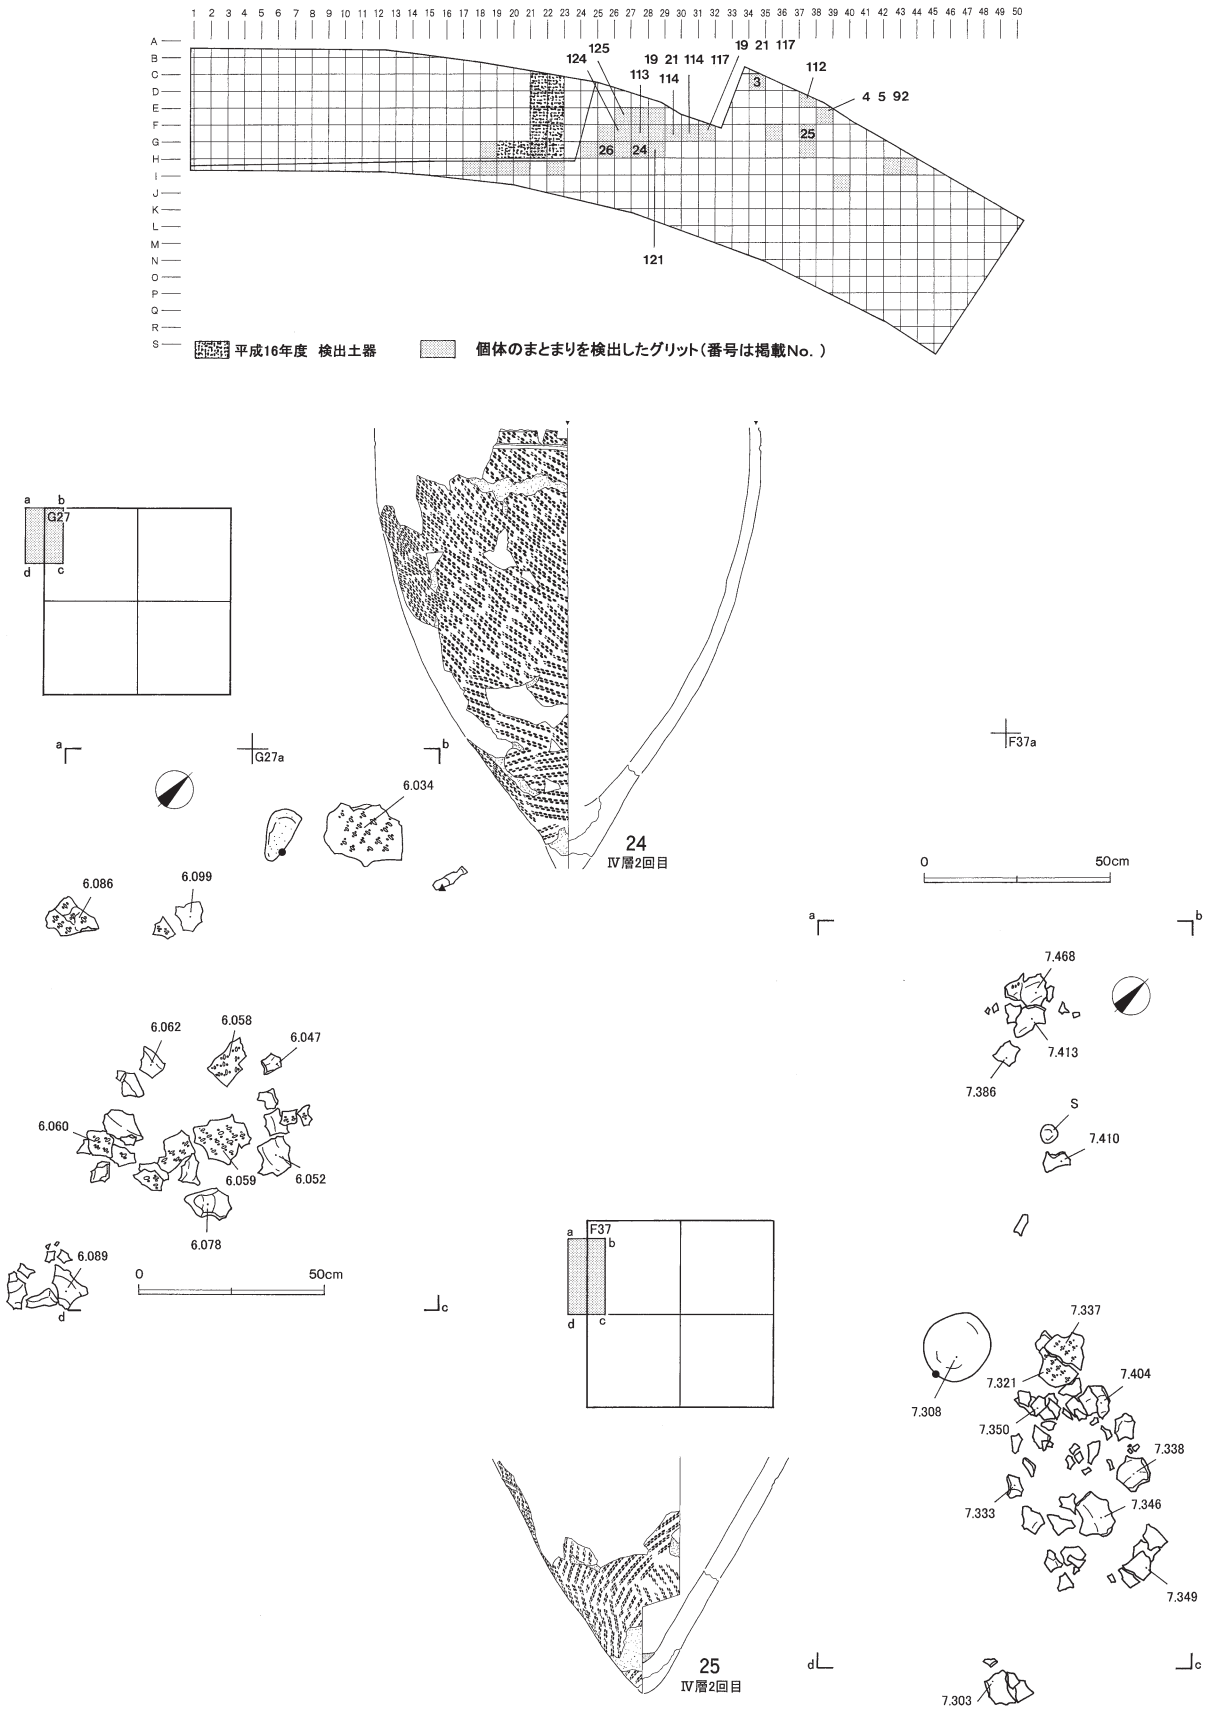 1 2 3 4 5 6 7 8 9 10 11 12 13 14 15 16 17 18 19 20 21 22 23 24 25 26 27 28 29 30 31 32 33 34 35 36 37 38 39 40 41 42 43 44 45 46 47 48 49 50
A
B
C
D
E
F
G
H
I
J
K
L
M
N
O
P
Q
R
S
125
124
19 21 114 117
113
114
19 21 117
3
112
4 5 92
25
26
24
121
平成16年度 検出土器
個体のまとまりを検出したグリット(番号は掲載No. )
a
b
G27
d
c
24
Ⅳ層2回目
a
G27a
b
6.034
6.086
6.099
6.062
6.058
6.047
6.060
6.059
6.052
6.078
6.089
0 50cm
d
c
F37a
0 50cm
a
b
7.468
7.413
7.386
S
7.410
7.337
7.321
7.404
7.308
7.350
7.338
7.333
7.346
7.349
7.303
d
c
a
F37
b
d
c
25
Ⅳ層2回目